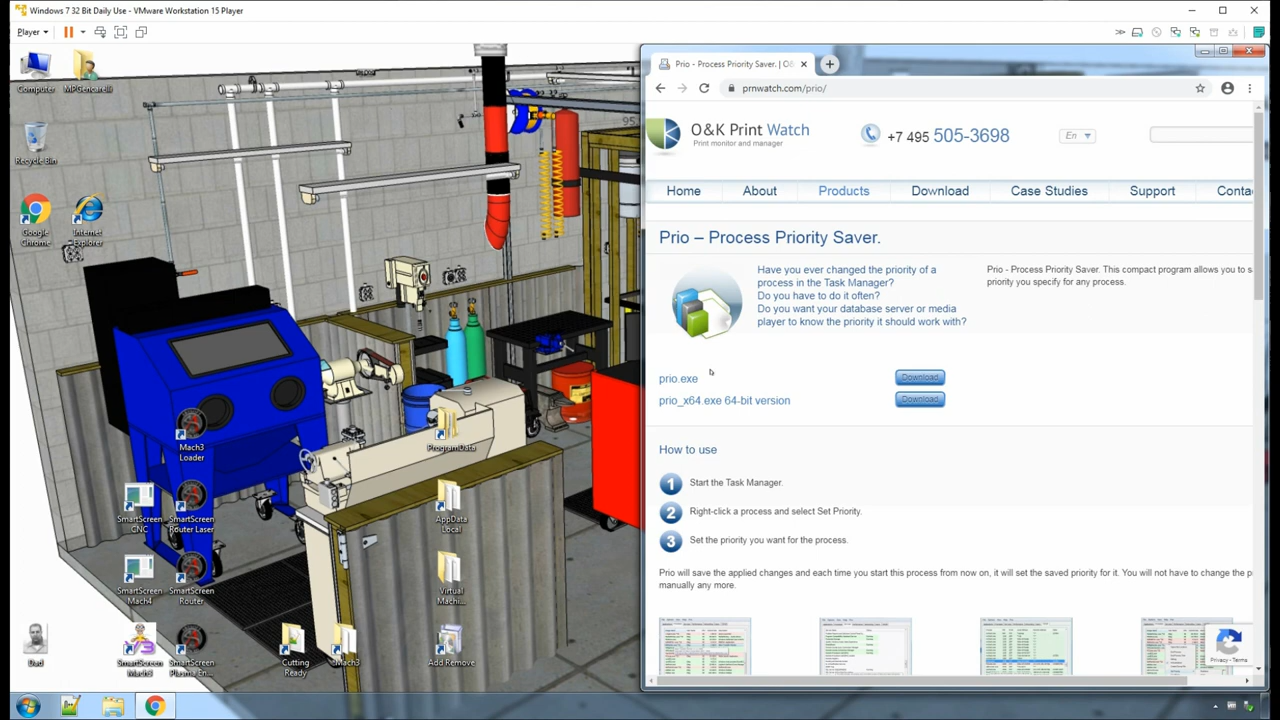 Windows 7 32 Bit Daily Use - VMware Workstation 15 Player
Player
Computer
MPGencarelli
Recycle Bin
Google
Chrome
Internet
Explorer
Mach3
Loader
ProgramData
SmartScreen
CNC
SmartScreen
Router Laser
AppData
Local
SmartScreen
Mach4
SmartScreen
Router
Virtual
Machi...
Dad
SmartScreen
Mach3
SmartScreen
Plasma En...
Cutting
Ready
Mach3
Add Remove
95
Prio - Process Priority Saver. | O&
prnwatch.com/prio/
O&K Print Watch
Print monitor and manager
+7 495 505-3698
En
Home About Products Download Case Studies Support Conta
Prio – Process Priority Saver.
Have you ever changed the priority of a
process in the Task Manager?
Do you have to do it often?
Do you want your database server or media
player to know the priority it should work with?
Prio - Process Priority Saver. This compact program allows you to s
priority you specify for any process.
prio.exe Download
prio_x64.exe 64-bit version Download
How to use
1 Start the Task Manager.
2 Right-click a process and select Set Priority.
3 Set the priority you want for the process.
Prio will save the applied changes and each time you start this process from now on, it will set the saved priority for it. You will not have to change the p
manually any more.
Privacy - Terms